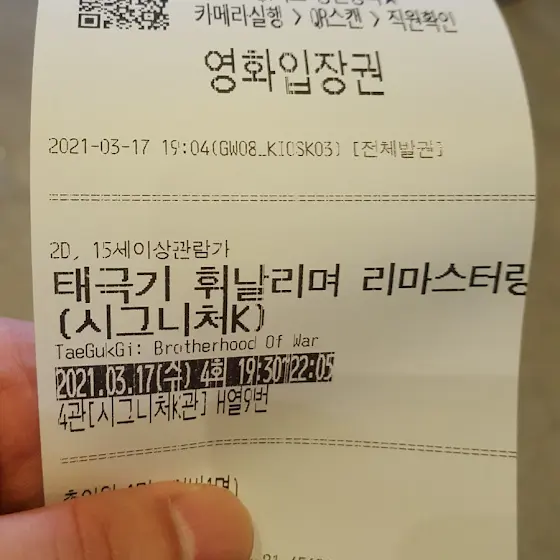 카메라실행 > QR스캔 > 직원확인
영화입장권
2021-03-17 19:04(GW08_KIOSK03) [전체발권]
2D, 15세이상관람가
태극기 휘날리며 리마스터링
(시그니처K)
TaeGukGi: Brotherhood Of War
2021.03.17(수) 4회 19:30~22:05
4관[시그니처K관] H열9번